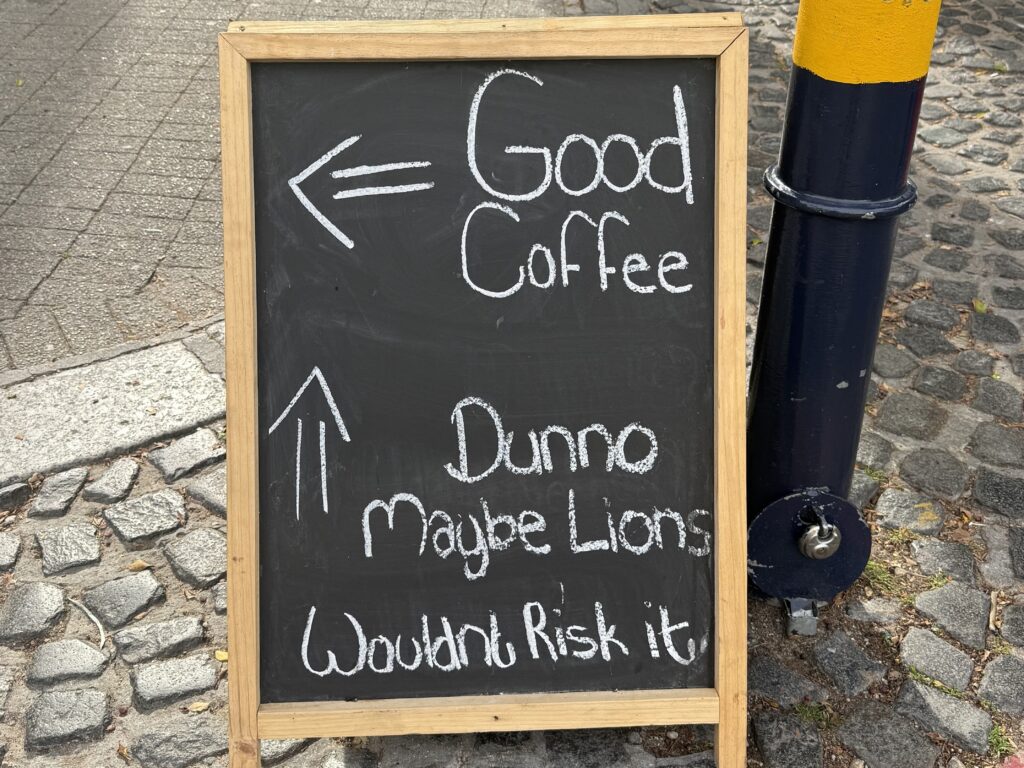 Good
Coffee
Dunno
Maybe Lions
Wouldnt Risk it